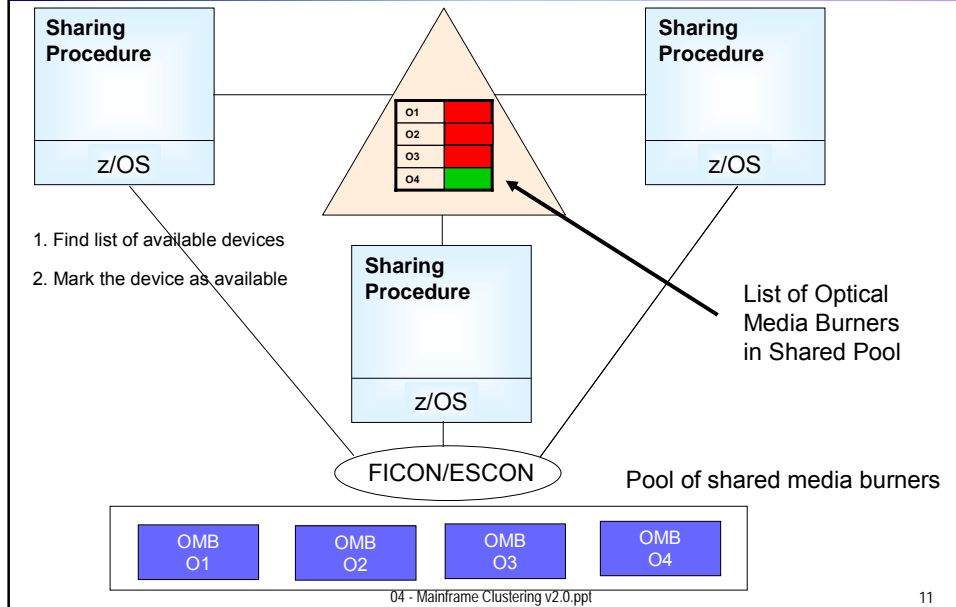 Sharing
Procedure
z/OS
O1
O2
O3
O4
Sharing
Procedure
z/OS
1. Find list of available devices
2. Mark the device as available
Sharing
Procedure
z/OS
List of Optical
Media Burners
in Shared Pool
FICON/ESCON
Pool of shared media burners
OMB
O1
OMB
O2
OMB
O3
OMB
O4
04 - Mainframe Clustering v2.0.ppt
11